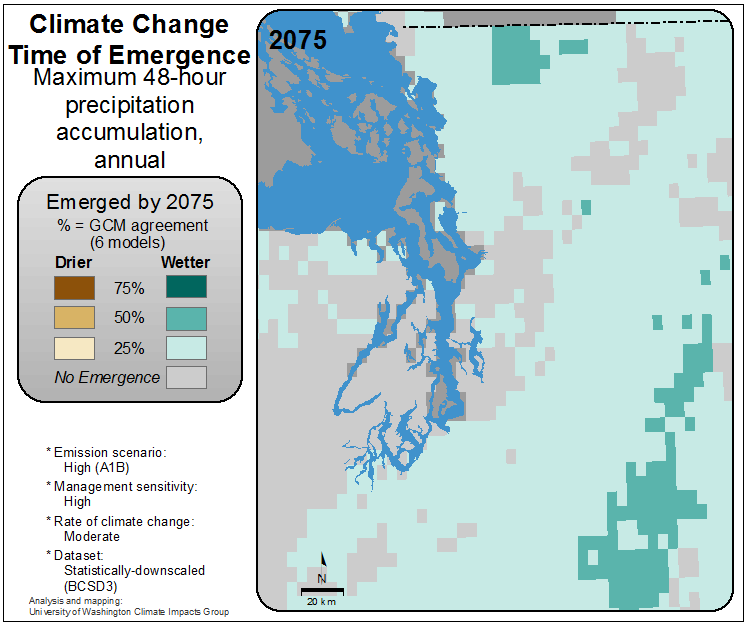 Climate Change
Time of Emergence
Maximum 48-hour
precipitation
accumulation,
annual
Emerged by 2075
% = GCM agreement
(6 models)
Drier Wetter
75%
50%
25%
No Emergence
* Emission scenario:
High (A1B)
* Management sensitivity:
High
* Rate of climate change:
Moderate
* Dataset:
Statistically-downscaled
(BCSD3)
Analysis and mapping:
University of Washington Climate Impacts Group
2075
N
20 km